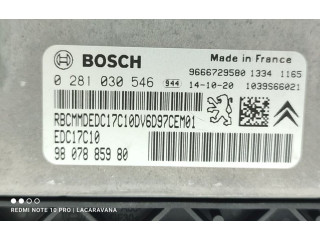 BOSCH
Made in France
0 281 030 546 944
9666729580 1334 1165
14-10-20 1039S66021
RBCMMDEDC17C10DV6D97CEM01
EDC17C10
98 078 859 80
REDMI NOTE 10 PRO | LACARAVANA